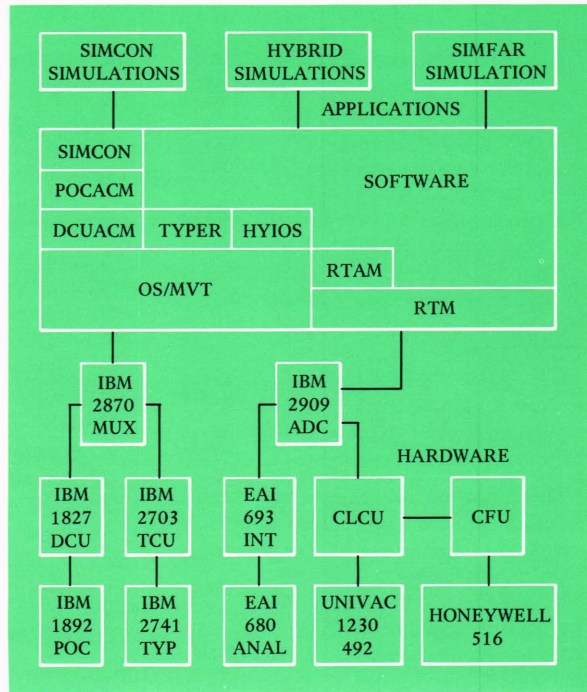 SIMCON
SIMULATIONS
HYBRID
SIMULATIONS
SIMFAR
SIMULATION
APPLICATIONS
SIMCON
POCACM
SOFTWARE
DCUACM
TYPER
HYIOS
OS/MVT
RTAM
RTM
IBM
2870
MUX
IBM
2909
ADC
HARDWARE
IBM
1827
DCU
IBM
2703
TCU
EAI
693
INT
CLCU
CFU
IBM
1892
POC
IBM
2741
TYP
EAI
680
ANAL
UNIVAC
1230
492
HONEYWELL
516